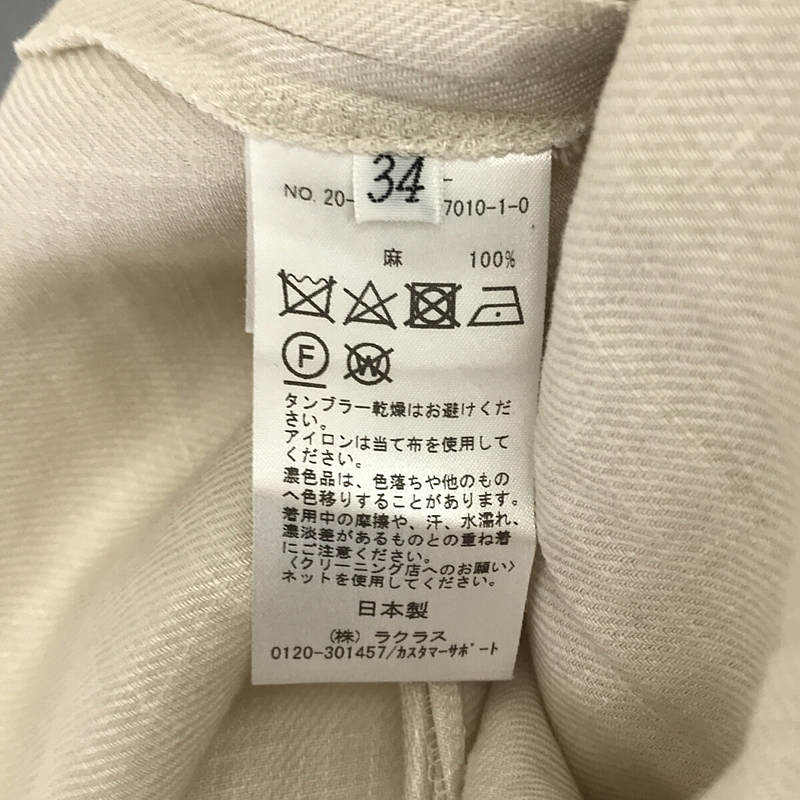 34
NO. 20- 7010-1-0
麻 100%
F W
タンブラー乾燥はお避けくだ
さい。
アイロンは当て布を使用して
ください。
濃色品は、色落ちや他のもの
へ色移りすることがあります。
着用中の摩擦や、汗、水濡れ、
濃淡差があるものとの重ね着
にご注意ください。
〈クリーニング店へのお願い〉
ネットを使用してください。
日本製
(株) ラクラス
0120-301457/カスタマーサポート